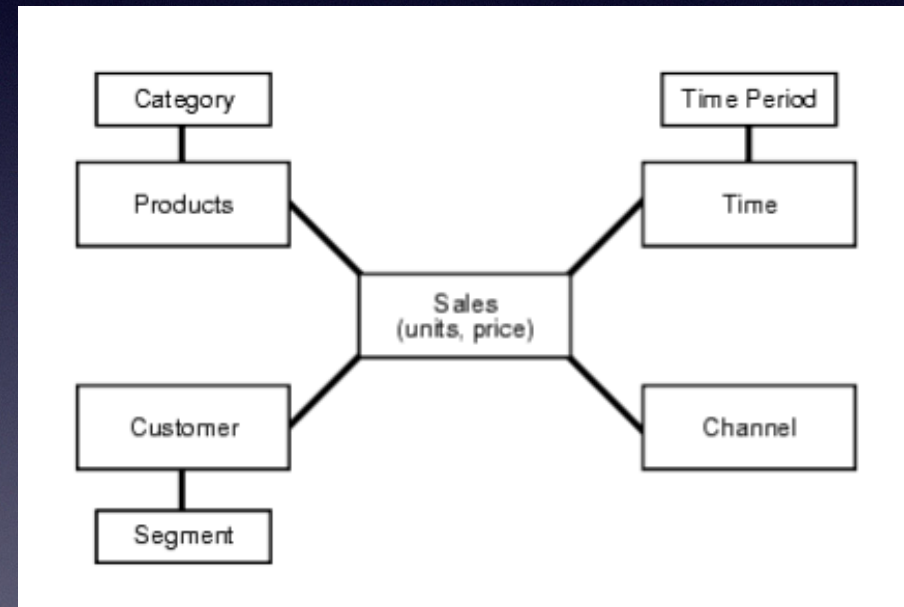 Category
Time Period
Products
Time
Sales
(units, price)
Customer
Channel
Segment